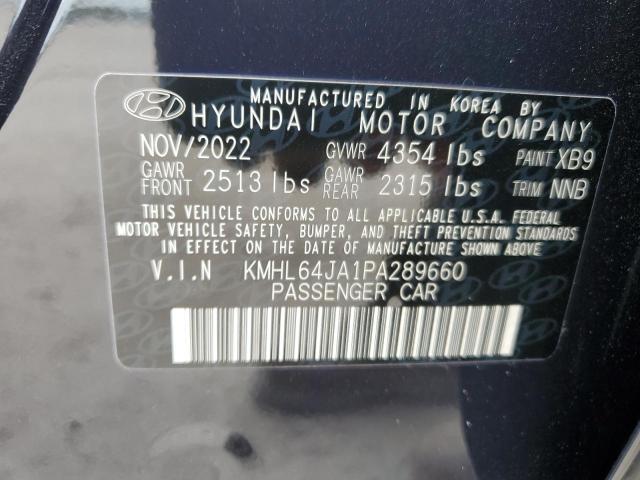 MANUFACTURED IN KOREA BY
HYUNDAI MOTOR COMPANY
NOV/2022 GVWR 4354 lbs PAINT XB9
GAWR FRONT 2513 lbs GAWR REAR 2315 lbs TRIM NNB
THIS VEHICLE CONFORMS TO ALL APPLICABLE U.S.A. FEDERAL
MOTOR VEHICLE SAFETY, BUMPER, AND THEFT PREVENTION STANDARDS
IN EFFECT ON THE DATE OF MANUFACTURE SHOWN ABOVE.
V.I.N KMHL64JA1PA289660
PASSENGER CAR